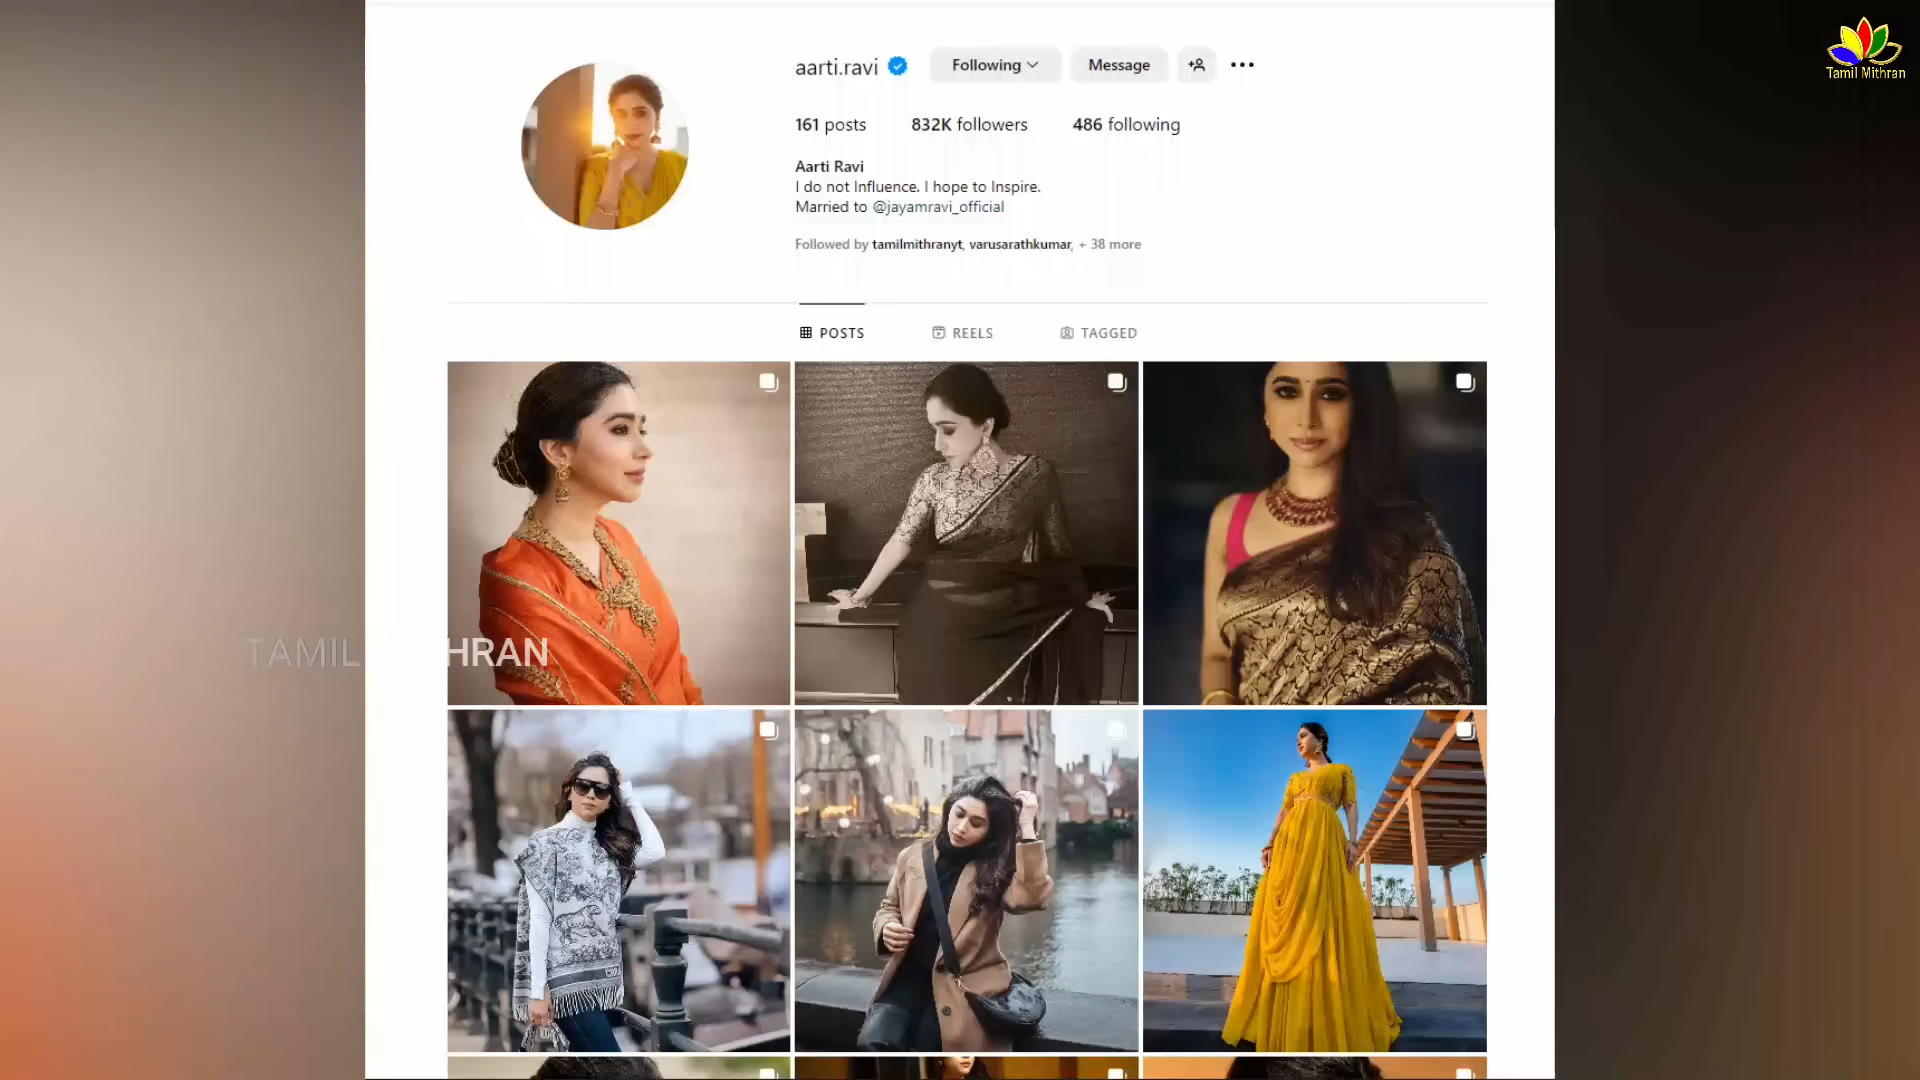 aarti.ravi
Following
Message
161 posts
832K followers
486 following
Aarti Ravi
I do not Influence. I hope to Inspire.
Married to @jayamravi_official
Followed by tamilmithranyt, varusarathkumar, + 38 more
POSTS
REELS
TAGGED
TAMIL HRAN
Tamil Mithran